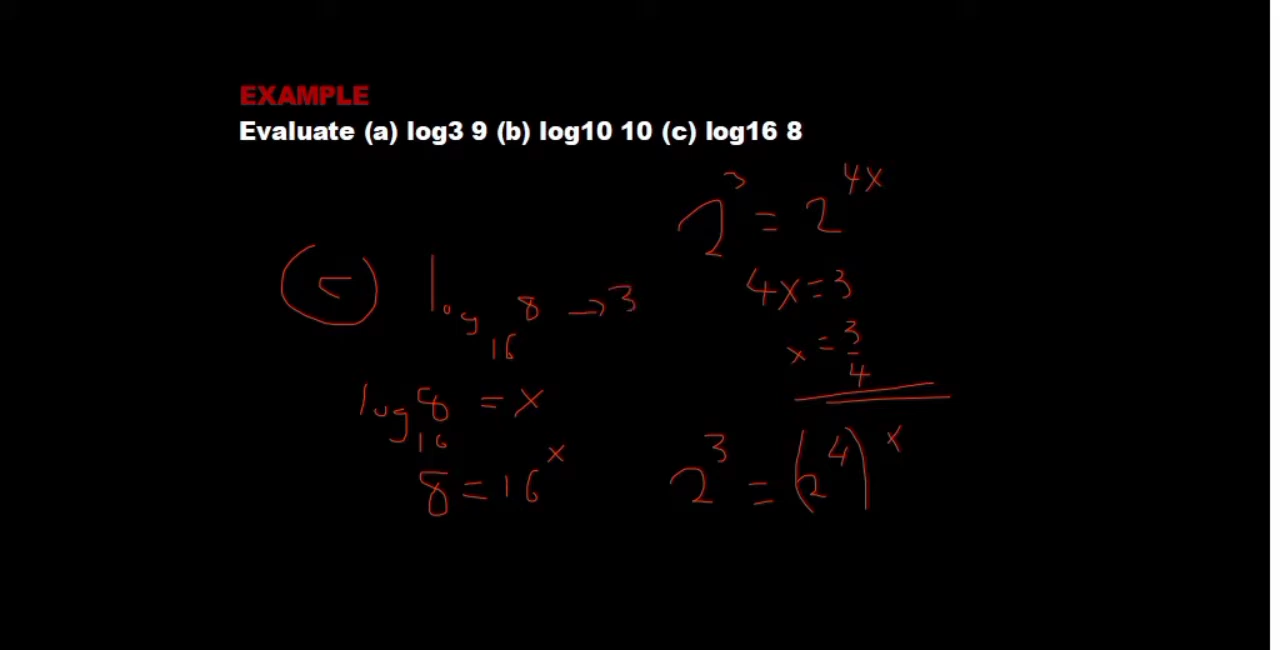 EXAMPLE
Evaluate (a) log3 9 (b) log10 10 (c) log16 8
(c) log₁₆ 8 → 3
log₁₆ 8 = x
8 = 16^x
2^3 = (2^4)^x
2^3 = 2^4x
4x = 3
x = 3/4